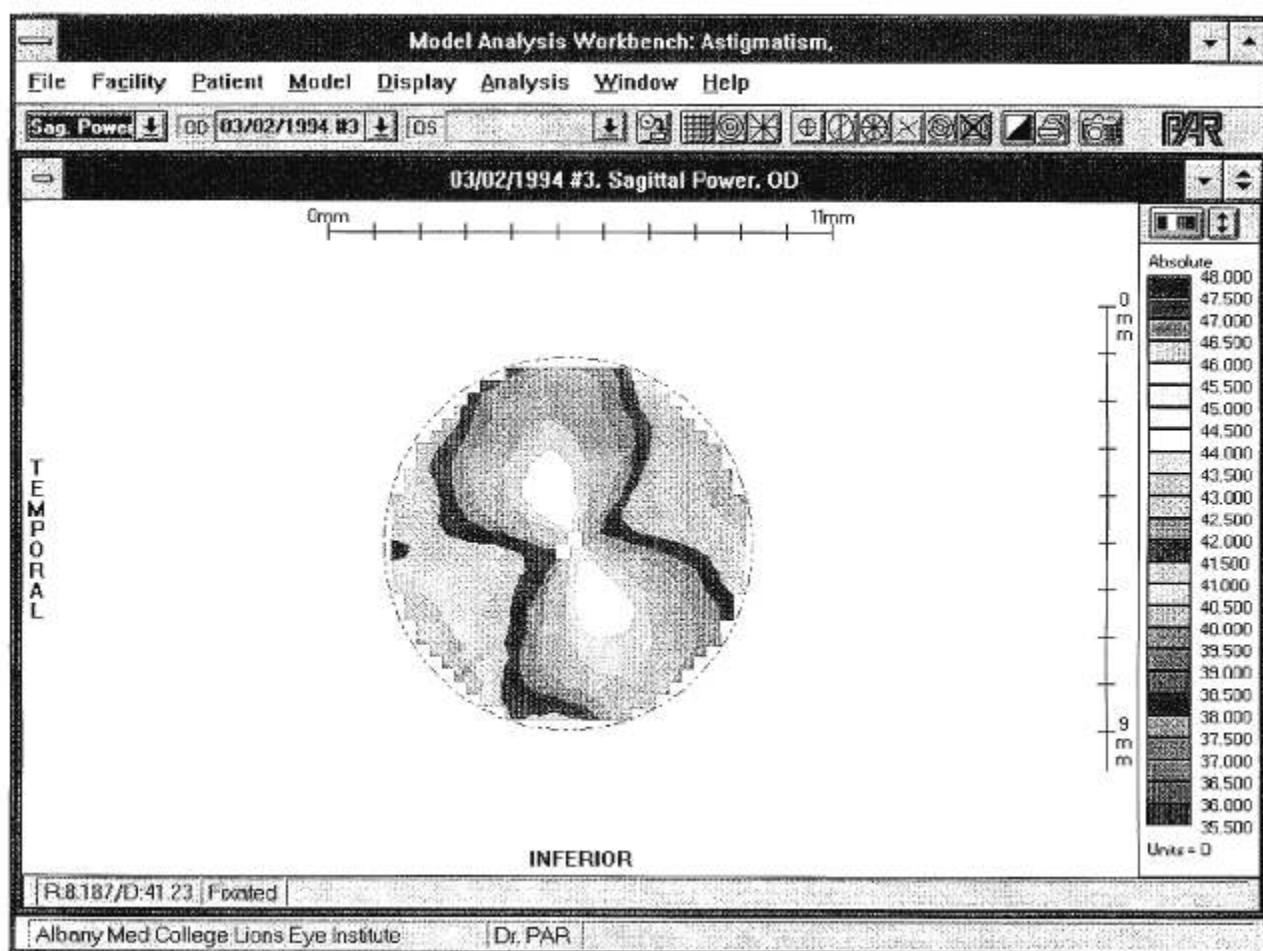 Model Analysis Workbench: Astigmatism,
File Facility Patient Model Display Analysis Window Help
Sag. Power OD 03/02/1994 #3 OS PAR
03/02/1994 #3, Sagittal Power, OD
0mm 11mm
Absolute
48.000
47.500
47.000
46.500
46.000
45.500
45.000
44.500
44.000
43.500
43.000
42.500
42.000
41.500
41.000
40.500
40.000
39.500
39.000
38.500
38.000
37.500
37.000
36.500
36.000
35.500
Units = D
0mm
9mm
TEMPORAL
INFERIOR
R:8.187/D:41.23 Fixated
Albany Med College Lions Eye Institute Dr. PAR